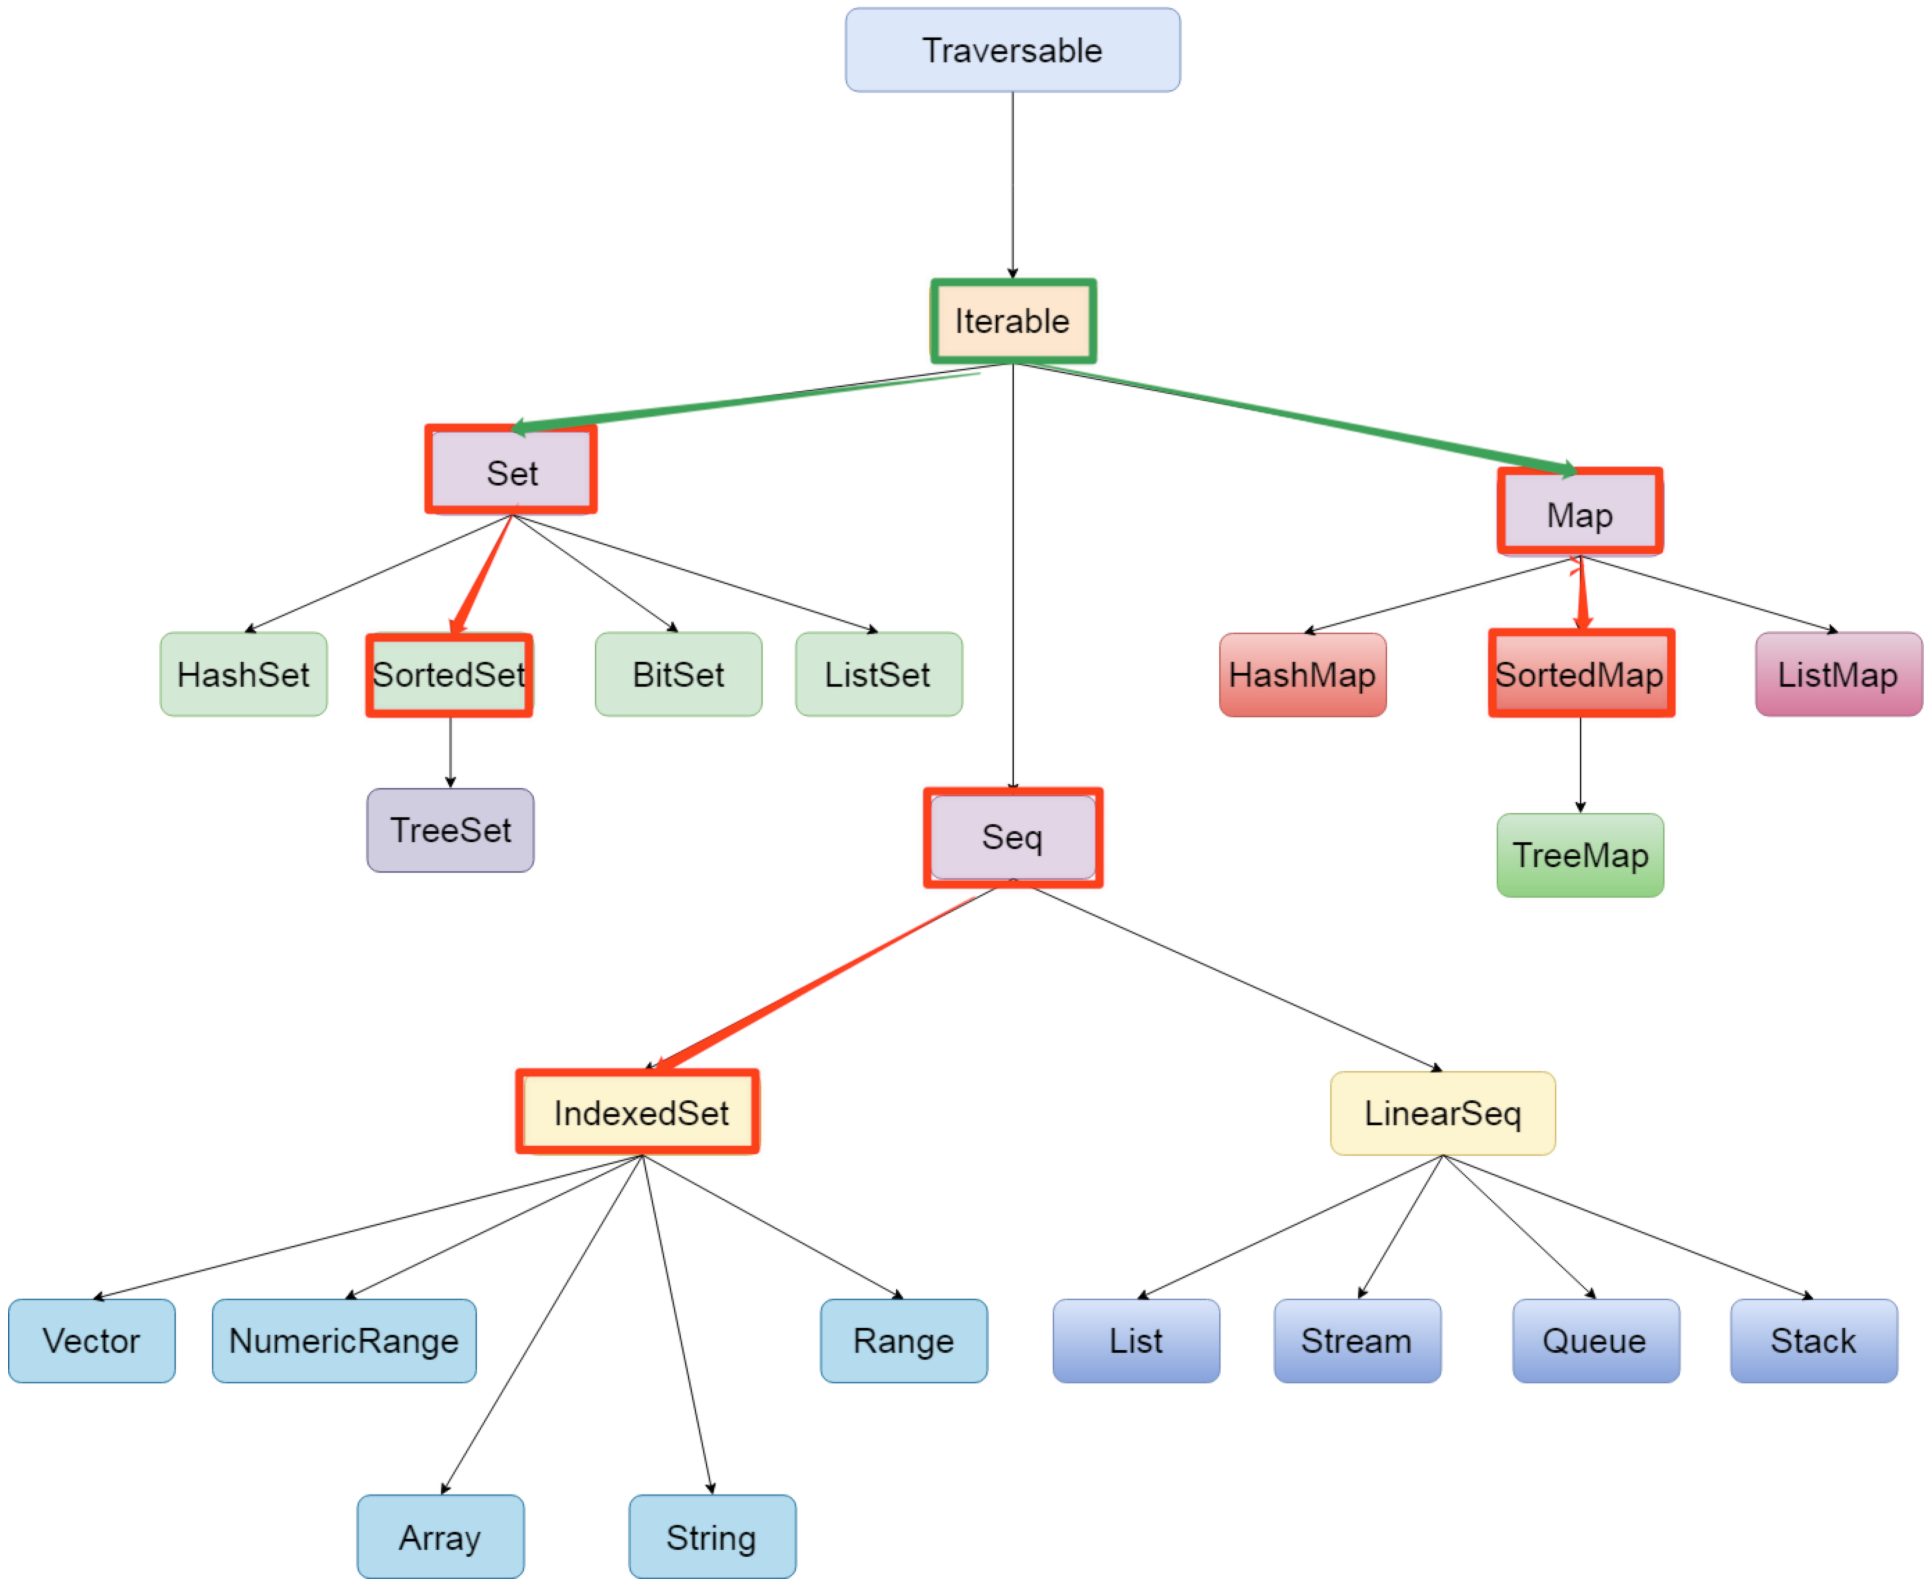 Traversable
Iterable
Set
Map
HashSet
SortedSet
BitSet
ListSet
HashMap
SortedMap
ListMap
TreeSet
Seq
TreeMap
IndexedSet
LinearSeq
Vector
NumericRange
Range
List
Stream
Queue
Stack
Array
String